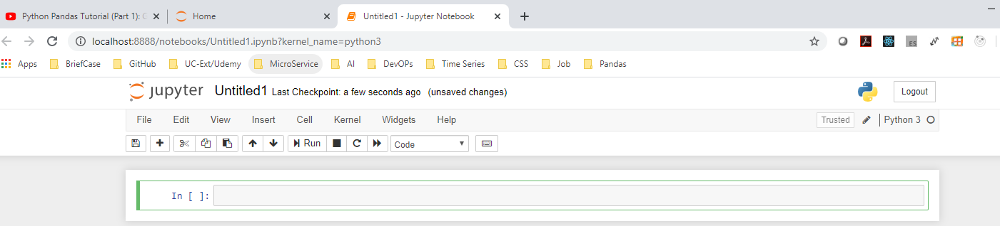 Python Pandas Tutorial (Part 1): G
Home
Untitled1 - Jupyter Notebook
localhost:8888/notebooks/Untitled1.ipynb?kernel_name=python3
ES
Apps BriefCase GitHub UC-Ext/Udemy MicroService AI DevOPs Time Series CSS Job Pandas
jupyter Untitled1 Last Checkpoint: a few seconds ago (unsaved changes) Logout
File Edit View Insert Cell Kernel Widgets Help Trusted Python 3
Run Code
In [ ]: